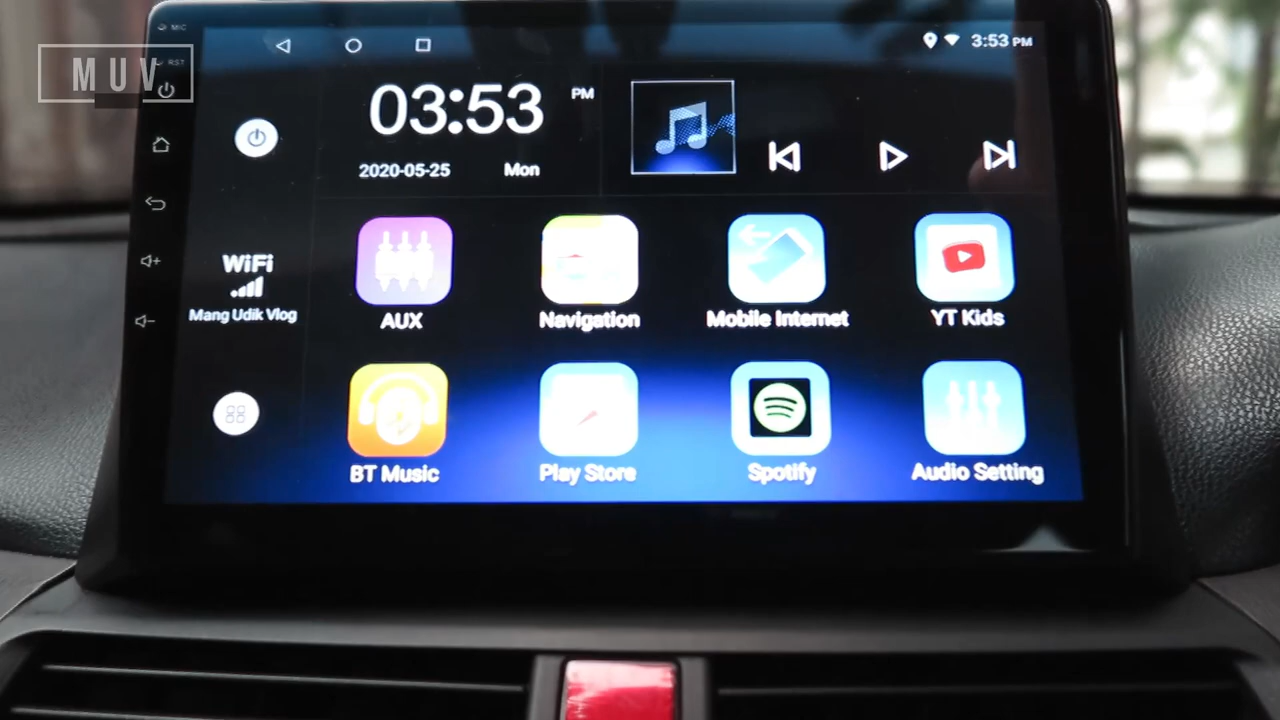 MIC
RST
MUV
3:53 PM
03:53 PM
2020-05-25 Mon
WiFi
Mang Udik Vlog
AUX
Navigation
Mobile Internet
YT Kids
BT Music
Play Store
Spotify
Audio Setting